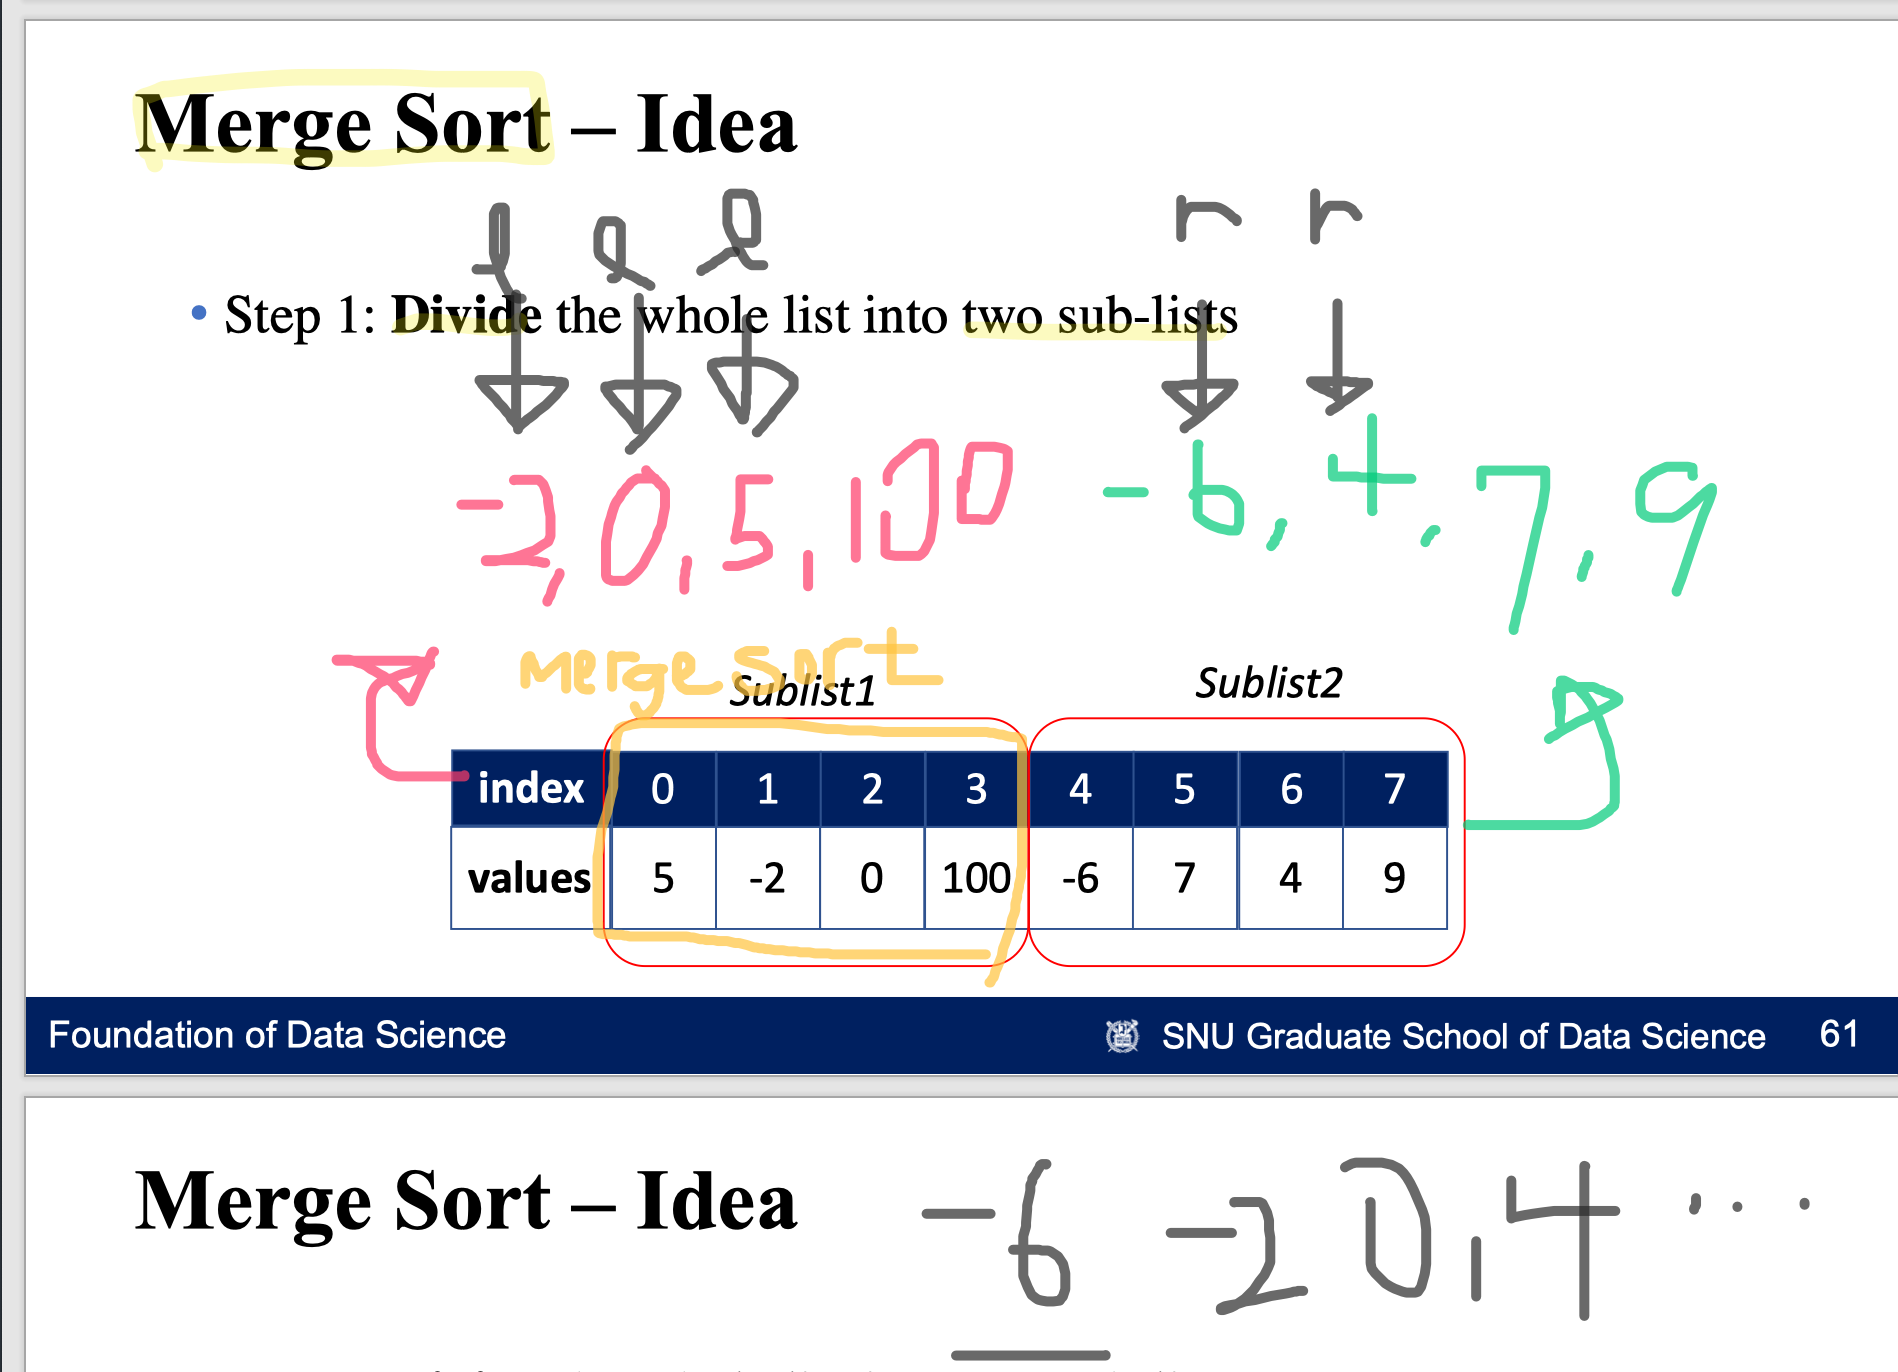 Merge Sort – Idea
l l l r r
• Step 1: Divide the whole list into two sub-lists
-2, 0, 5, 100 -6, 4, 7, 9
merge sort
Sublist1 Sublist2
index 0 1 2 3 4 5 6 7
values 5 -2 0 100 -6 7 4 9
Foundation of Data Science SNU Graduate School of Data Science 61
Merge Sort – Idea -6 -2 0, 4 ...